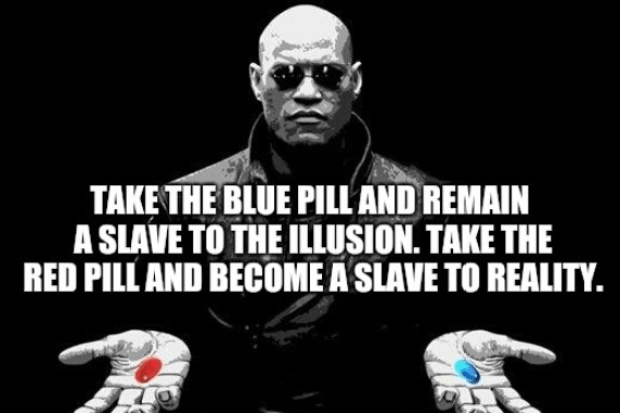 TAKE THE BLUE PILL AND REMAIN
A SLAVE TO THE ILLUSION. TAKE THE
RED PILL AND BECOME A SLAVE TO REALITY.